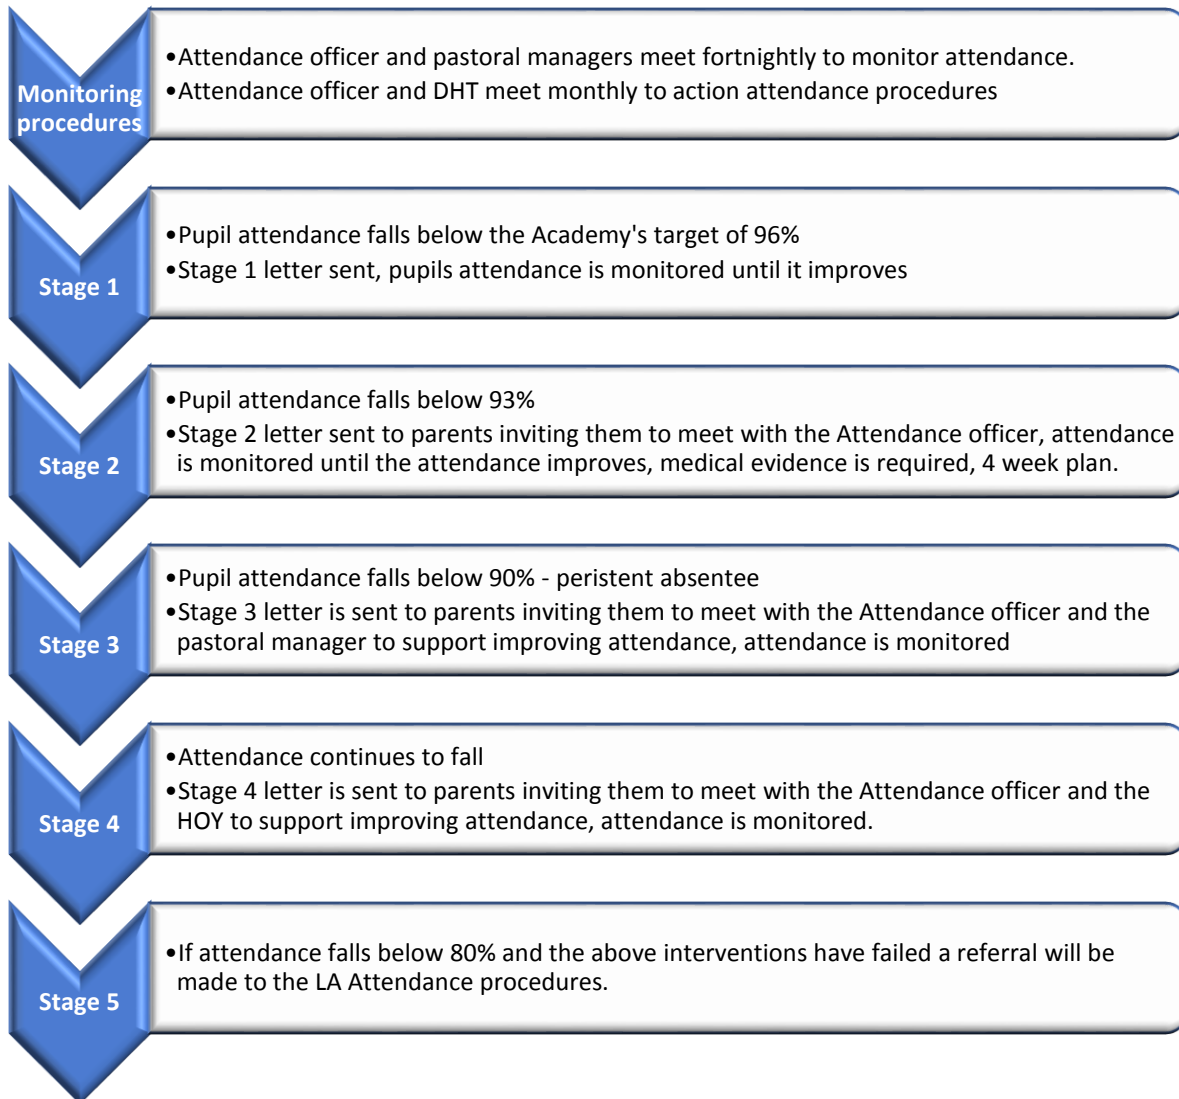 Monitoring
procedures
•Attendance officer and pastoral managers meet fortnightly to monitor attendance.
•Attendance officer and DHT meet monthly to action attendance procedures
Stage 1
•Pupil attendance falls below the Academy's target of 96%
•Stage 1 letter sent, pupils attendance is monitored until it improves
Stage 2
•Pupil attendance falls below 93%
•Stage 2 letter sent to parents inviting them to meet with the Attendance officer, attendance
is monitored until the attendance improves, medical evidence is required, 4 week plan.
Stage 3
•Pupil attendance falls below 90% - peristent absentee
•Stage 3 letter is sent to parents inviting them to meet with the Attendance officer and the
pastoral manager to support improving attendance, attendance is monitored
Stage 4
•Attendance continues to fall
•Stage 4 letter is sent to parents inviting them to meet with the Attendance officer and the
HOY to support improving attendance, attendance is monitored.
Stage 5
•If attendance falls below 80% and the above interventions have failed a referral will be
made to the LA Attendance procedures.